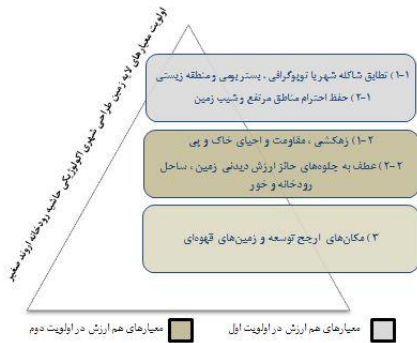 اولویت معیارهای لایه زمین طراحی شهری اکولوژیکی حاشیه رودخانه اروند صغیر
۱-۱) تطابق شاکله شهر با توپوگرافی ، بستر بومی و منطقه زیستی
۲-۱) حفظ احترام مناطق مرتفع و شیب زمین
۱-۲) زهکشی ، مقاومت و احیای خاک و پی
۲-۲) عطف به جلوه‌های حائز ارزش دیدنی زمین ، ساحل
رودخانه و خور
۳) مکان‌های ارجح توسعه و زمین‌های قهوه‌ای
معیارهای هم ارزش در اولویت اول
معیارهای هم ارزش در اولویت دوم